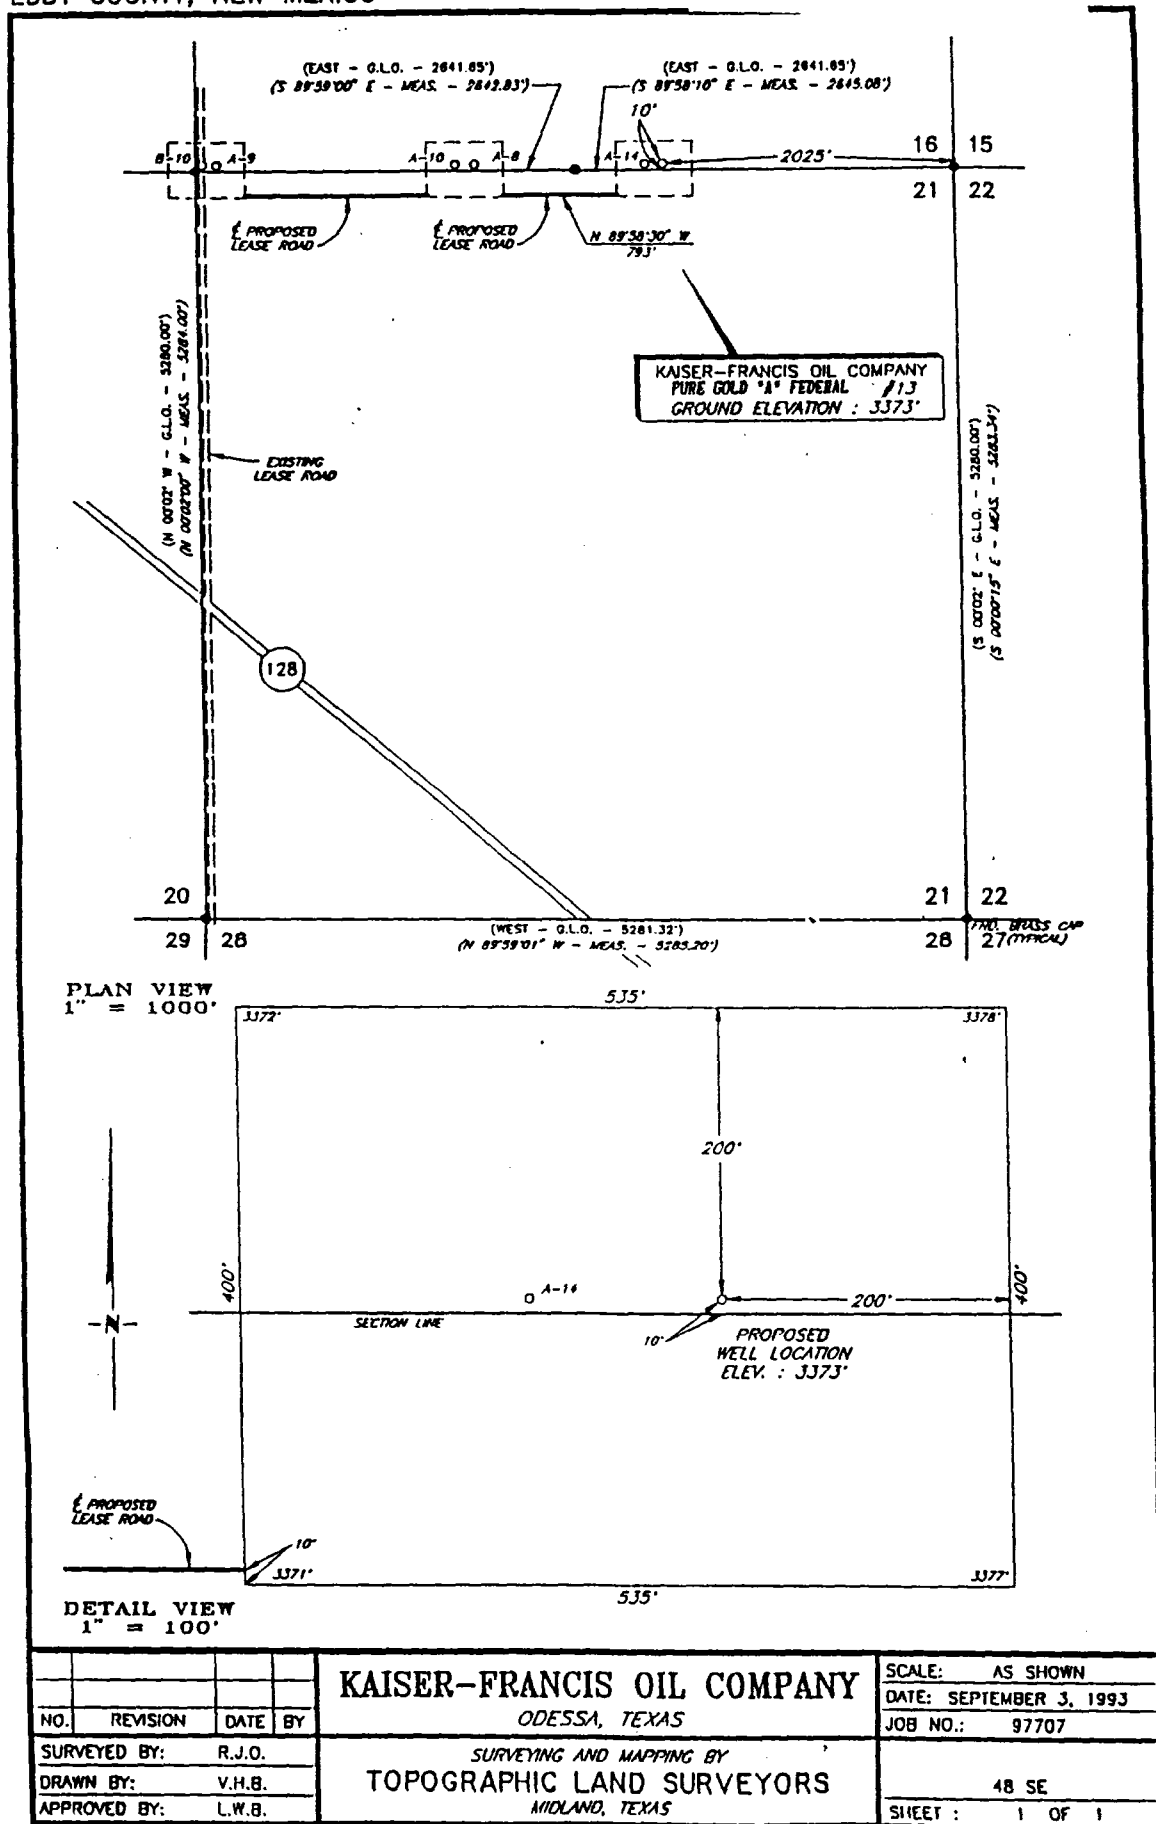 EDDY COUNTY, NEW MEXICO
(EAST - G.L.O. - 2641.65')
(S 89°59'00" E - MEAS. - 2642.83')
(EAST - G.L.O. - 2641.65')
(S 89°58'10" E - MEAS. - 2645.08')
10'
B-10
A-9
A-10
A-8
A-14
2025'
16 15
21 22
℄ PROPOSED
LEASE ROAD
℄ PROPOSED
LEASE ROAD
N 89°58'30" W
793'
KAISER-FRANCIS OIL COMPANY
PURE GOLD "A" FEDERAL #13
GROUND ELEVATION : 3373'
(N 00°02' W - G.L.O. - 5280.00')
(N 00°02'00" W - MEAS. - 5284.00')
EXISTING
LEASE ROAD
(S 00°02' E - G.L.O. - 5280.00')
(S 00°00'15" E - MEAS. - 5283.34')
128
20
29 28
21 22
28 27
FND. BRASS CAP
(TYPICAL)
(WEST - G.L.O. - 5281.32')
(N 89°59'01" W - MEAS. - 5285.20')
PLAN VIEW
1" = 1000'
535'
3372'
3378'
200'
400'
A-14
200'
400'
SECTION LINE
10'
PROPOSED
WELL LOCATION
ELEV. : 3373'
-N-
℄ PROPOSED
LEASE ROAD
10'
3371'
3377'
535'
DETAIL VIEW
1" = 100'
NO. REVISION DATE BY
SURVEYED BY: R.J.O.
DRAWN BY: V.H.B.
APPROVED BY: L.W.B.
KAISER-FRANCIS OIL COMPANY
ODESSA, TEXAS
SURVEYING AND MAPPING BY
TOPOGRAPHIC LAND SURVEYORS
MIDLAND, TEXAS
SCALE: AS SHOWN
DATE: SEPTEMBER 3, 1993
JOB NO.: 97707
48 SE
SHEET : 1 OF 1